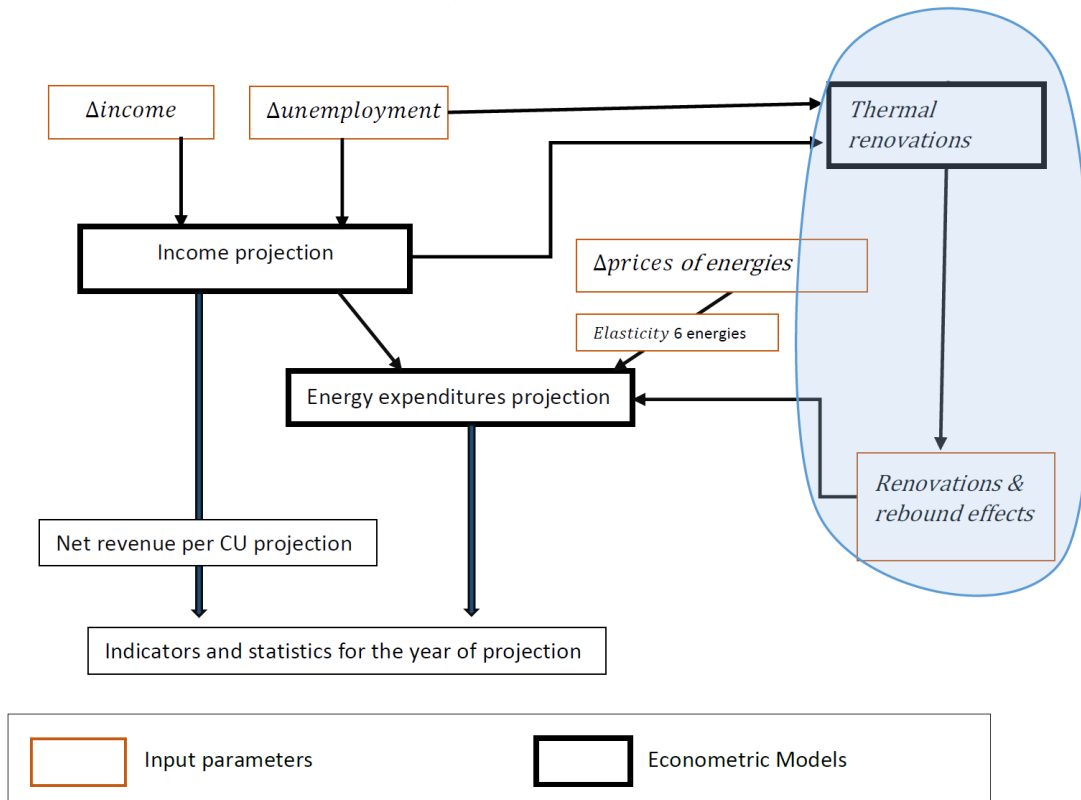 Δincome
Δunemployment
Thermal
renovations
Income projection
Δprices of energies
Elasticity 6 energies
Energy expenditures projection
Renovations &
rebound effects
Net revenue per CU projection
Indicators and statistics for the year of projection
Input parameters
Econometric Models